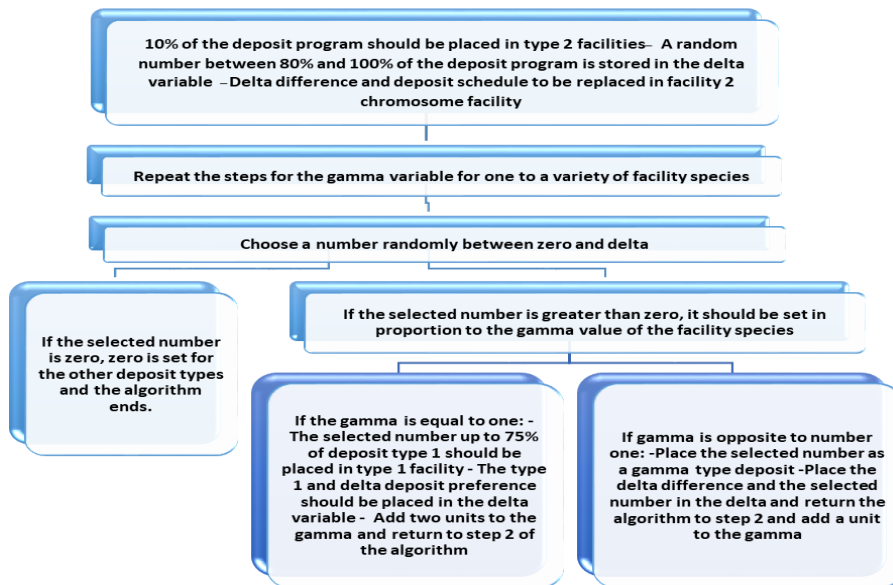 10% of the deposit program should be placed in type 2 facilities– A random
number between 80% and 100% of the deposit program is stored in the delta
variable –Delta difference and deposit schedule to be replaced in facility 2
chromosome facility
Repeat the steps for the gamma variable for one to a variety of facility species
Choose a number randomly between zero and delta
If the selected number
is zero, zero is set for
the other deposit types
and the algorithm
ends.
If the selected number is greater than zero, it should be set in
proportion to the gamma value of the facility species
If the gamma is equal to one: -
The selected number up to 75%
of deposit type 1 should be
placed in type 1 facility - The type
1 and delta deposit preference
should be placed in the delta
variable - Add two units to the
gamma and return to step 2 of
the algorithm
If gamma is opposite to number
one: -Place the selected number as
a gamma type deposit -Place the
delta difference and the selected
number in the delta and return the
algorithm to step 2 and add a unit
to the gamma